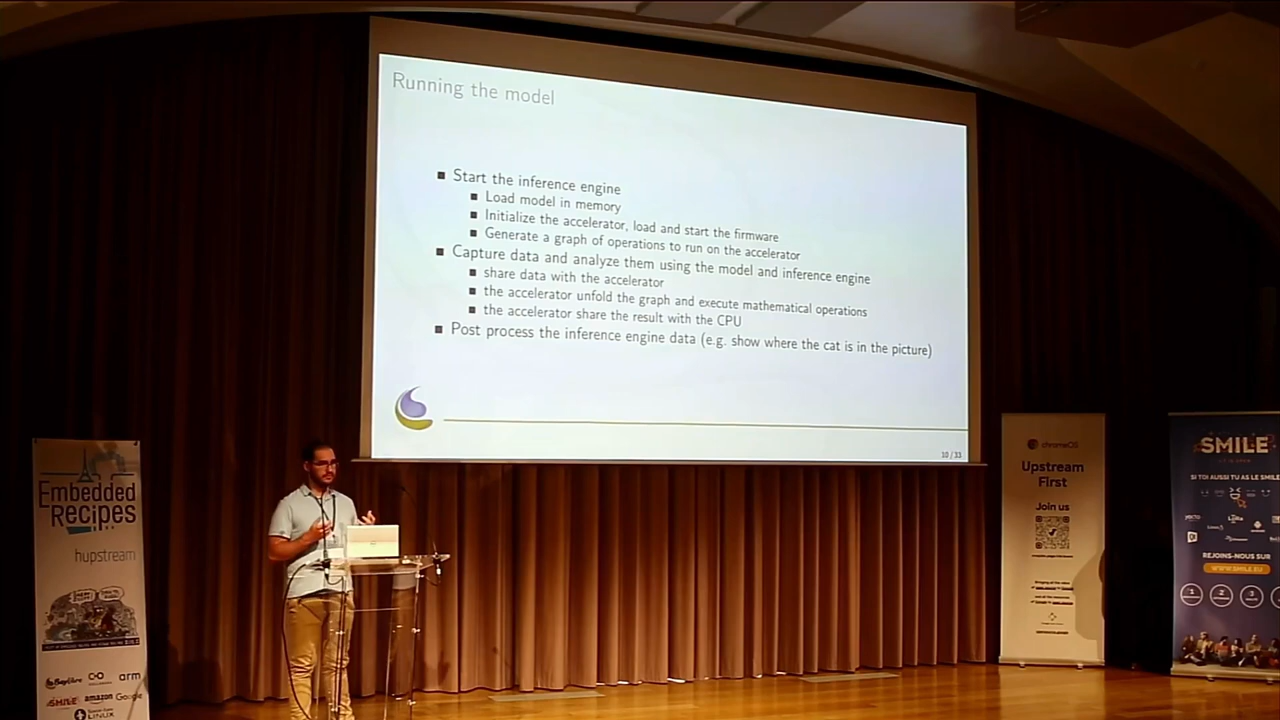 Running the model
Start the inference engine
Load model in memory
Initialize the accelerator, load and start the firmware
Generate a graph of operations to run on the accelerator
Capture data and analyze them using the model and inference engine
share data with the accelerator
the accelerator unfold the graph and execute mathematical operations
the accelerator share the result with the CPU
Post process the inference engine data (e.g. show where the cat is in the picture)
10 / 33
Embedded
Recipes
hupstream
arm
SMILE
amazon
Google
LINUX
chromeOS
Upstream
First
Join us
SMILE
SI TOI AUSSI TU AS LE SMILE
REJOINS-NOUS SUR
WWW.SMILE.EU
1
2
3